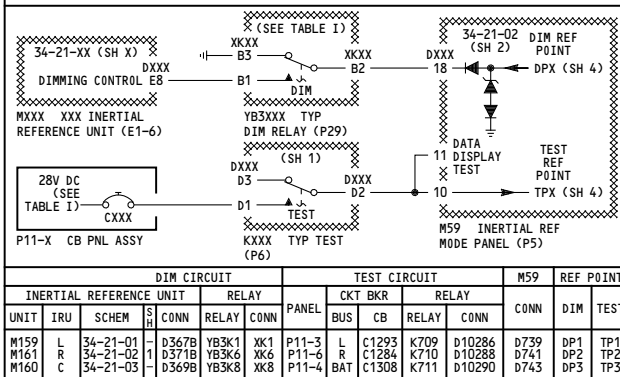 (SEE TABLE I)
34-21-02
(SH 2)
DIM REF
POINT
34-21-XX (SH X)
DXXX
DIMMING CONTROL E8
XKXX
B3
B1
XKXX
B2
DIM
DXXX
18
DPX (SH 4)
MXXX XXX INERTIAL
REFERENCE UNIT (E1-6)
YB3XXX TYP
DIM RELAY (P29)
(SH 1)
DXXX
D3
D1
DXXX
D2
TEST
11 DATA
DISPLAY
TEST
10
TEST
REF
POINT
TPX (SH 4)
28V DC
(SEE
TABLE I)
CXXX
P11-X CB PNL ASSY
KXXX TYP TEST
(P6)
M59 INERTIAL REF
MODE PANEL (P5)
DIM CIRCUIT TEST CIRCUIT M59 REF POINT
INERTIAL REFERENCE UNIT RELAY PANEL CKT BKR RELAY CONN DIM TEST
UNIT IRU SCHEM SH CONN RELAY CONN BUS CB RELAY CONN
M159 L 34-21-01 - D367B YB3K1 XK1 P11-3 L C1293 K709 D10286 D739 DP1 TP1
M161 R 34-21-02 1 D371B YB3K6 XK6 P11-6 R C1284 K710 D10288 D741 DP2 TP2
M160 C 34-21-03 - D369B YB3K8 XK8 P11-4 BAT C1308 K711 D10290 D743 DP3 TP3